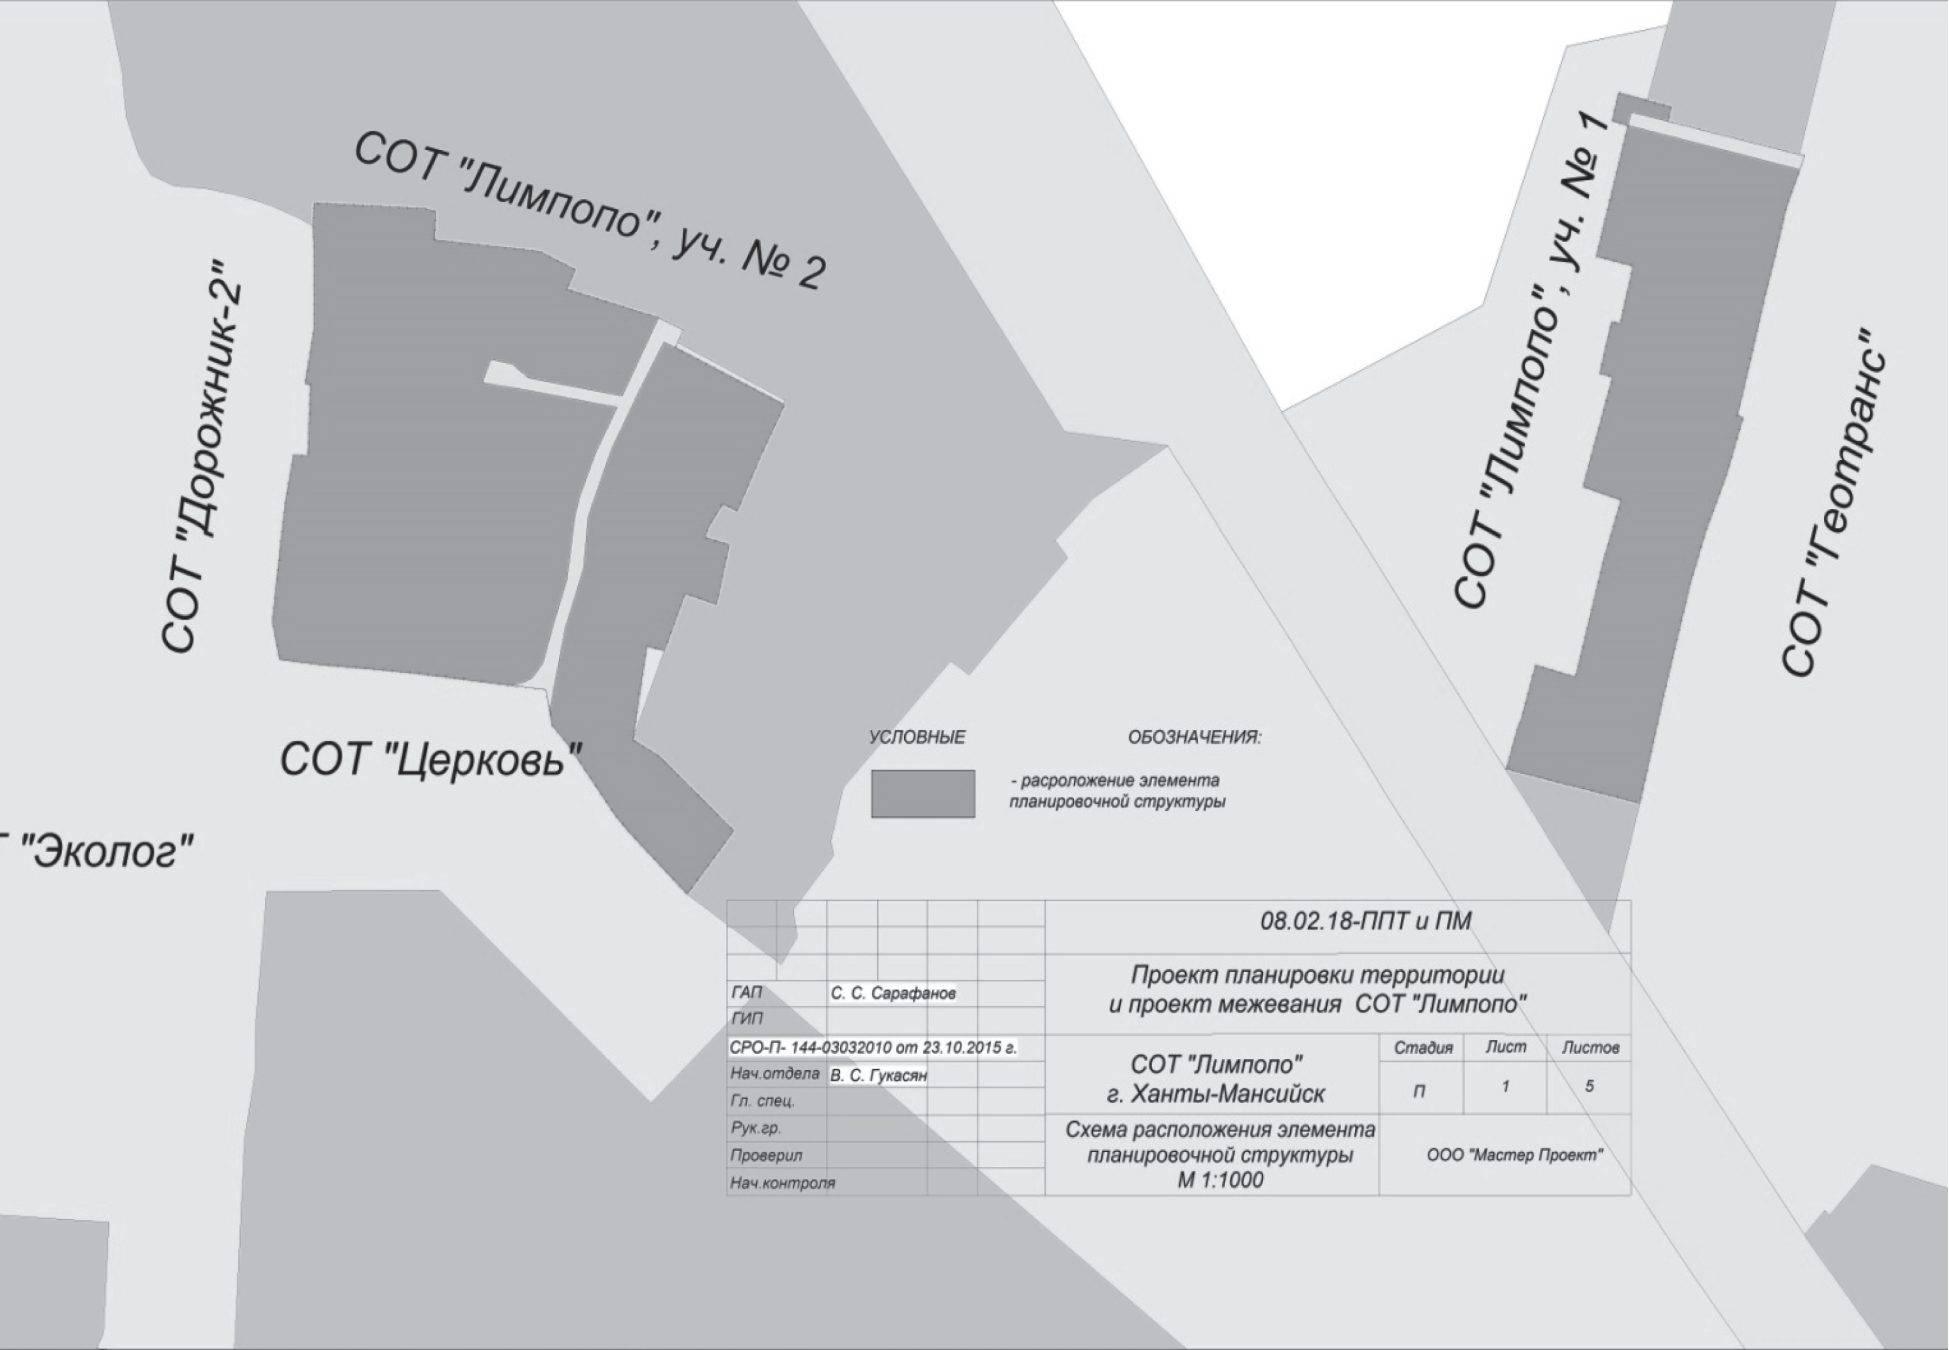 СОТ "Лимпопо", уч. № 2
СОТ "Лимпопо", уч. № 1
СОТ "Дорожник-2"
СОТ "Геотранс"
СОТ "Церковь"
"Эколог"
УСЛОВНЫЕ ОБОЗНАЧЕНИЯ:
- расроложение элемента
планировочной структуры
08.02.18-ППТ и ПМ
Проект планировки территории
и проект межевания СОТ "Лимпопо"
ГАП С. С. Сарафанов
ГИП
СРО-П- 144-03032010 от 23.10.2015 г.
Нач.отдела В. С. Гукасян
Гл. спец.
Рук.гр.
Проверил
Нач.контроля
СОТ "Лимпопо"
г. Ханты-Мансийск
Стадия Лист Листов
П 1 5
Схема расположения элемента
планировочной структуры
М 1:1000
ООО "Мастер Проект"